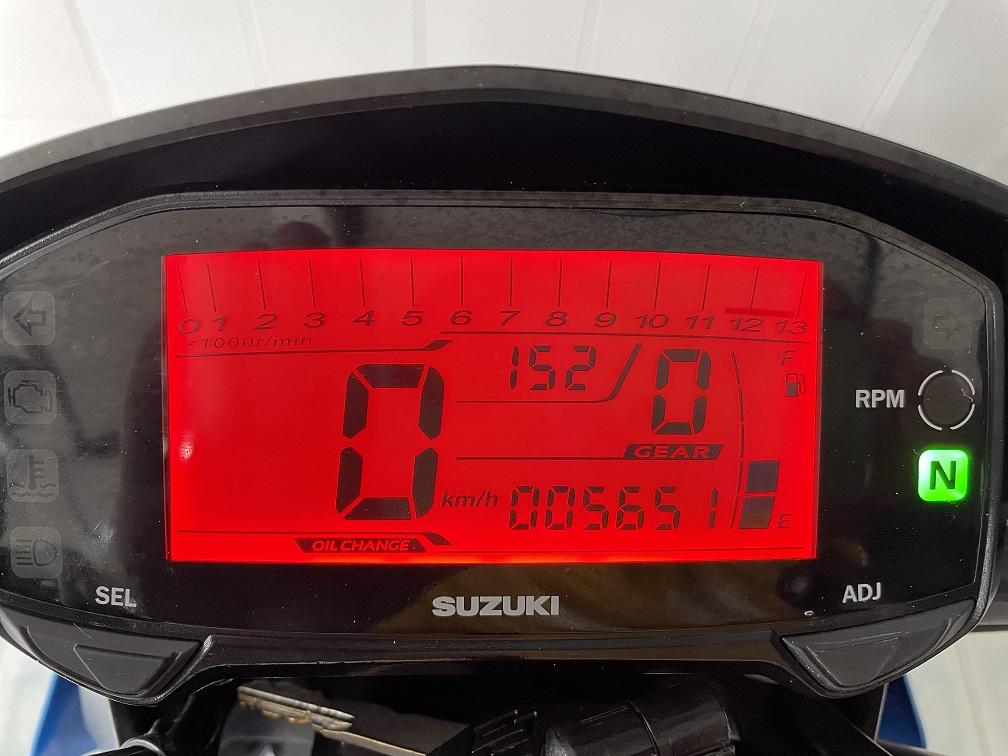 0 1 2 3 4 5 6 7 8 9 10 11 12 13
×1000r/min
152
0
F
RPM
GEAR
N
0
km/h
005651
E
OIL CHANGE
SEL
SUZUKI
ADJ